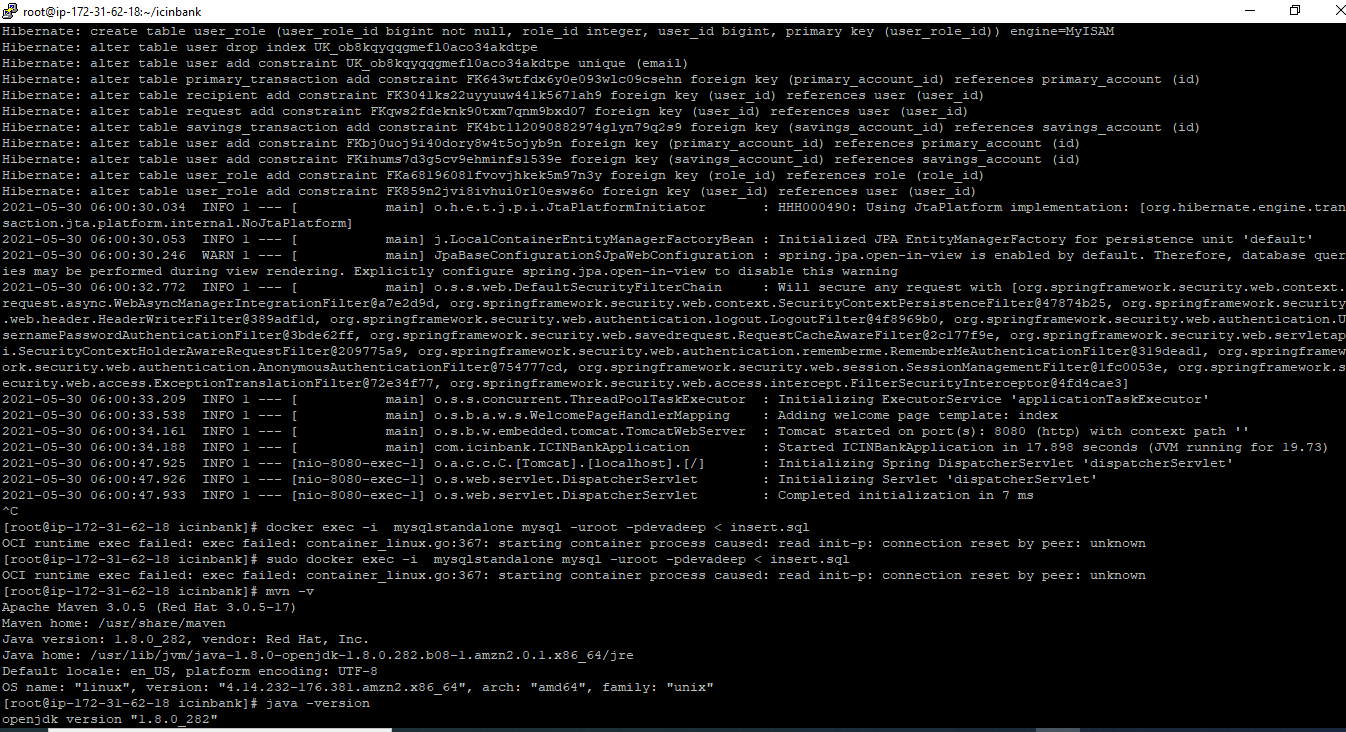 root@ip-172-31-62-18:~/icinbank
Hibernate: create table user_role (user_role_id bigint not null, role_id integer, user_id bigint, primary key (user_role_id)) engine=MyISAM
Hibernate: alter table user drop index UK_ob8kqyqqgmefl0aco34akdtpe
Hibernate: alter table user add constraint UK_ob8kqyqqgmefl0aco34akdtpe unique (email)
Hibernate: alter table primary_transaction add constraint FK643wtfdx6y0e093wlc09csehn foreign key (primary_account_id) references primary_account (id)
Hibernate: alter table recipient add constraint FK3041ks22uyyuuw441k567lah9 foreign key (user_id) references user (user_id)
Hibernate: alter table request add constraint FKqws2fdeknk90txm7qnm9bxd07 foreign key (user_id) references user (user_id)
Hibernate: alter table savings_transaction add constraint FK4bt1l2090882974glyn79q2s9 foreign key (savings_account_id) references savings_account (id)
Hibernate: alter table user add constraint FKbj0uoj9i40dory8w4t5ojyb9n foreign key (primary_account_id) references primary_account (id)
Hibernate: alter table user add constraint FKihums7d3g5cv9ehminfs1539e foreign key (savings_account_id) references savings_account (id)
Hibernate: alter table user_role add constraint FKa68196081fvovjhkek5m97n3y foreign key (role_id) references role (role_id)
Hibernate: alter table user_role add constraint FK859n2jvi8ivhui0rl0esws6o foreign key (user_id) references user (user_id)
2021-05-30 06:00:30.034  INFO 1 --- [           main] o.h.e.t.j.p.i.JtaPlatformInitiator       : HHH000490: Using JtaPlatform implementation: [org.hibernate.engine.tran
saction.jta.platform.internal.NoJtaPlatform]
2021-05-30 06:00:30.053  INFO 1 --- [           main] j.LocalContainerEntityManagerFactoryBean : Initialized JPA EntityManagerFactory for persistence unit 'default'
2021-05-30 06:00:30.246  WARN 1 --- [           main] JpaBaseConfiguration$JpaWebConfiguration : spring.jpa.open-in-view is enabled by default. Therefore, database quer
ies may be performed during view rendering. Explicitly configure spring.jpa.open-in-view to disable this warning
2021-05-30 06:00:32.772  INFO 1 --- [           main] o.s.s.web.DefaultSecurityFilterChain     : Will secure any request with [org.springframework.security.web.context.
request.async.WebAsyncManagerIntegrationFilter@a7e2d9d, org.springframework.security.web.context.SecurityContextPersistenceFilter@47874b25, org.springframework.security
.web.header.HeaderWriterFilter@389adf1d, org.springframework.security.web.authentication.logout.LogoutFilter@4f8969b0, org.springframework.security.web.authentication.U
sernamePasswordAuthenticationFilter@3bde62ff, org.springframework.security.web.savedrequest.RequestCacheAwareFilter@2c177f9e, org.springframework.security.web.servletap
i.SecurityContextHolderAwareRequestFilter@209775a9, org.springframework.security.web.authentication.rememberme.RememberMeAuthenticationFilter@319dead1, org.springframew
ork.security.web.authentication.AnonymousAuthenticationFilter@754777cd, org.springframework.security.web.session.SessionManagementFilter@1fc0053e, org.springframework.s
ecurity.web.access.ExceptionTranslationFilter@72e34f77, org.springframework.security.web.access.intercept.FilterSecurityInterceptor@4fd4cae3]
2021-05-30 06:00:33.209  INFO 1 --- [           main] o.s.s.concurrent.ThreadPoolTaskExecutor  : Initializing ExecutorService 'applicationTaskExecutor'
2021-05-30 06:00:33.538  INFO 1 --- [           main] o.s.b.a.w.s.WelcomePageHandlerMapping    : Adding welcome page template: index
2021-05-30 06:00:34.161  INFO 1 --- [           main] o.s.b.w.embedded.tomcat.TomcatWebServer  : Tomcat started on port(s): 8080 (http) with context path ''
2021-05-30 06:00:34.188  INFO 1 --- [           main] com.icinbank.ICINBankApplication         : Started ICINBankApplication in 17.898 seconds (JVM running for 19.73)
2021-05-30 06:00:47.925  INFO 1 --- [nio-8080-exec-1] o.a.c.c.C.[Tomcat].[localhost].[/]       : Initializing Spring DispatcherServlet 'dispatcherServlet'
2021-05-30 06:00:47.926  INFO 1 --- [nio-8080-exec-1] o.s.web.servlet.DispatcherServlet        : Initializing Servlet 'dispatcherServlet'
2021-05-30 06:00:47.933  INFO 1 --- [nio-8080-exec-1] o.s.web.servlet.DispatcherServlet        : Completed initialization in 7 ms
^C
[root@ip-172-31-62-18 icinbank]# docker exec -i  mysqlstandalone mysql -uroot -pdevadeep < insert.sql
OCI runtime exec failed: exec failed: container_linux.go:367: starting container process caused: read init-p: connection reset by peer: unknown
[root@ip-172-31-62-18 icinbank]# sudo docker exec -i  mysqlstandalone mysql -uroot -pdevadeep < insert.sql
OCI runtime exec failed: exec failed: container_linux.go:367: starting container process caused: read init-p: connection reset by peer: unknown
[root@ip-172-31-62-18 icinbank]# mvn -v
Apache Maven 3.0.5 (Red Hat 3.0.5-17)
Maven home: /usr/share/maven
Java version: 1.8.0_282, vendor: Red Hat, Inc.
Java home: /usr/lib/jvm/java-1.8.0-openjdk-1.8.0.282.b08-1.amzn2.0.1.x86_64/jre
Default locale: en_US, platform encoding: UTF-8
OS name: "linux", version: "4.14.232-176.381.amzn2.x86_64", arch: "amd64", family: "unix"
[root@ip-172-31-62-18 icinbank]# java -version
openjdk version "1.8.0_282"